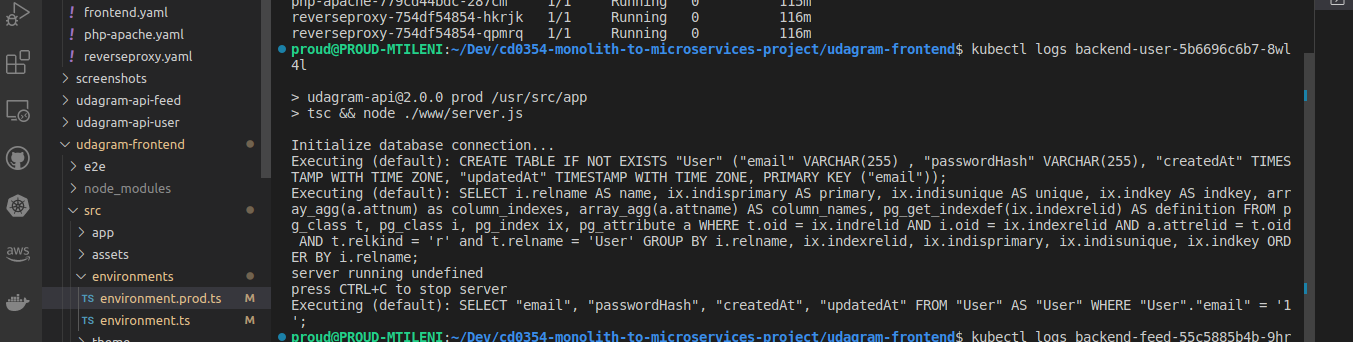 frontend.yaml
! php-apache.yaml
! reverseproxy.yaml
> screenshots
> udagram-api-feed
> udagram-api-user
udagram-frontend
> e2e
> node_modules
src
> app
> assets
environments
TS environment.prod.ts M
TS environment.ts M
aws
php-apache-779cd44bdc-287cm 1/1 Running 0 115m
reverseproxy-754df54854-hkrjk 1/1 Running 0 116m
reverseproxy-754df54854-qpmrq 1/1 Running 0 116m
proud@PROUD-MTILENI:~/Dev/cd0354-monolith-to-microservices-project/udagram-frontend$ kubectl logs backend-user-5b6696c6b7-8wl
4l
> udagram-api@2.0.0 prod /usr/src/app
> tsc && node ./www/server.js
Initialize database connection...
Executing (default): CREATE TABLE IF NOT EXISTS "User" ("email" VARCHAR(255) , "passwordHash" VARCHAR(255), "createdAt" TIMES
TAMP WITH TIME ZONE, "updatedAt" TIMESTAMP WITH TIME ZONE, PRIMARY KEY ("email"));
Executing (default): SELECT i.relname AS name, ix.indisprimary AS primary, ix.indisunique AS unique, ix.indkey AS indkey, arr
ay_agg(a.attnum) as column_indexes, array_agg(a.attname) AS column_names, pg_get_indexdef(ix.indexrelid) AS definition FROM p
g_class t, pg_class i, pg_index ix, pg_attribute a WHERE t.oid = ix.indrelid AND i.oid = ix.indexrelid AND a.attrelid = t.oid
AND t.relkind = 'r' and t.relname = 'User' GROUP BY i.relname, ix.indexrelid, ix.indisprimary, ix.indisunique, ix.indkey ORD
ER BY i.relname;
server running undefined
press CTRL+C to stop server
Executing (default): SELECT "email", "passwordHash", "createdAt", "updatedAt" FROM "User" AS "User" WHERE "User"."email" = '1
';
proud@PROUD-MTILENI:~/Dev/cd0354-monolith-to-microservices-project/udagram-frontend$ kubectl logs backend-feed-55c5885b4b-9hr